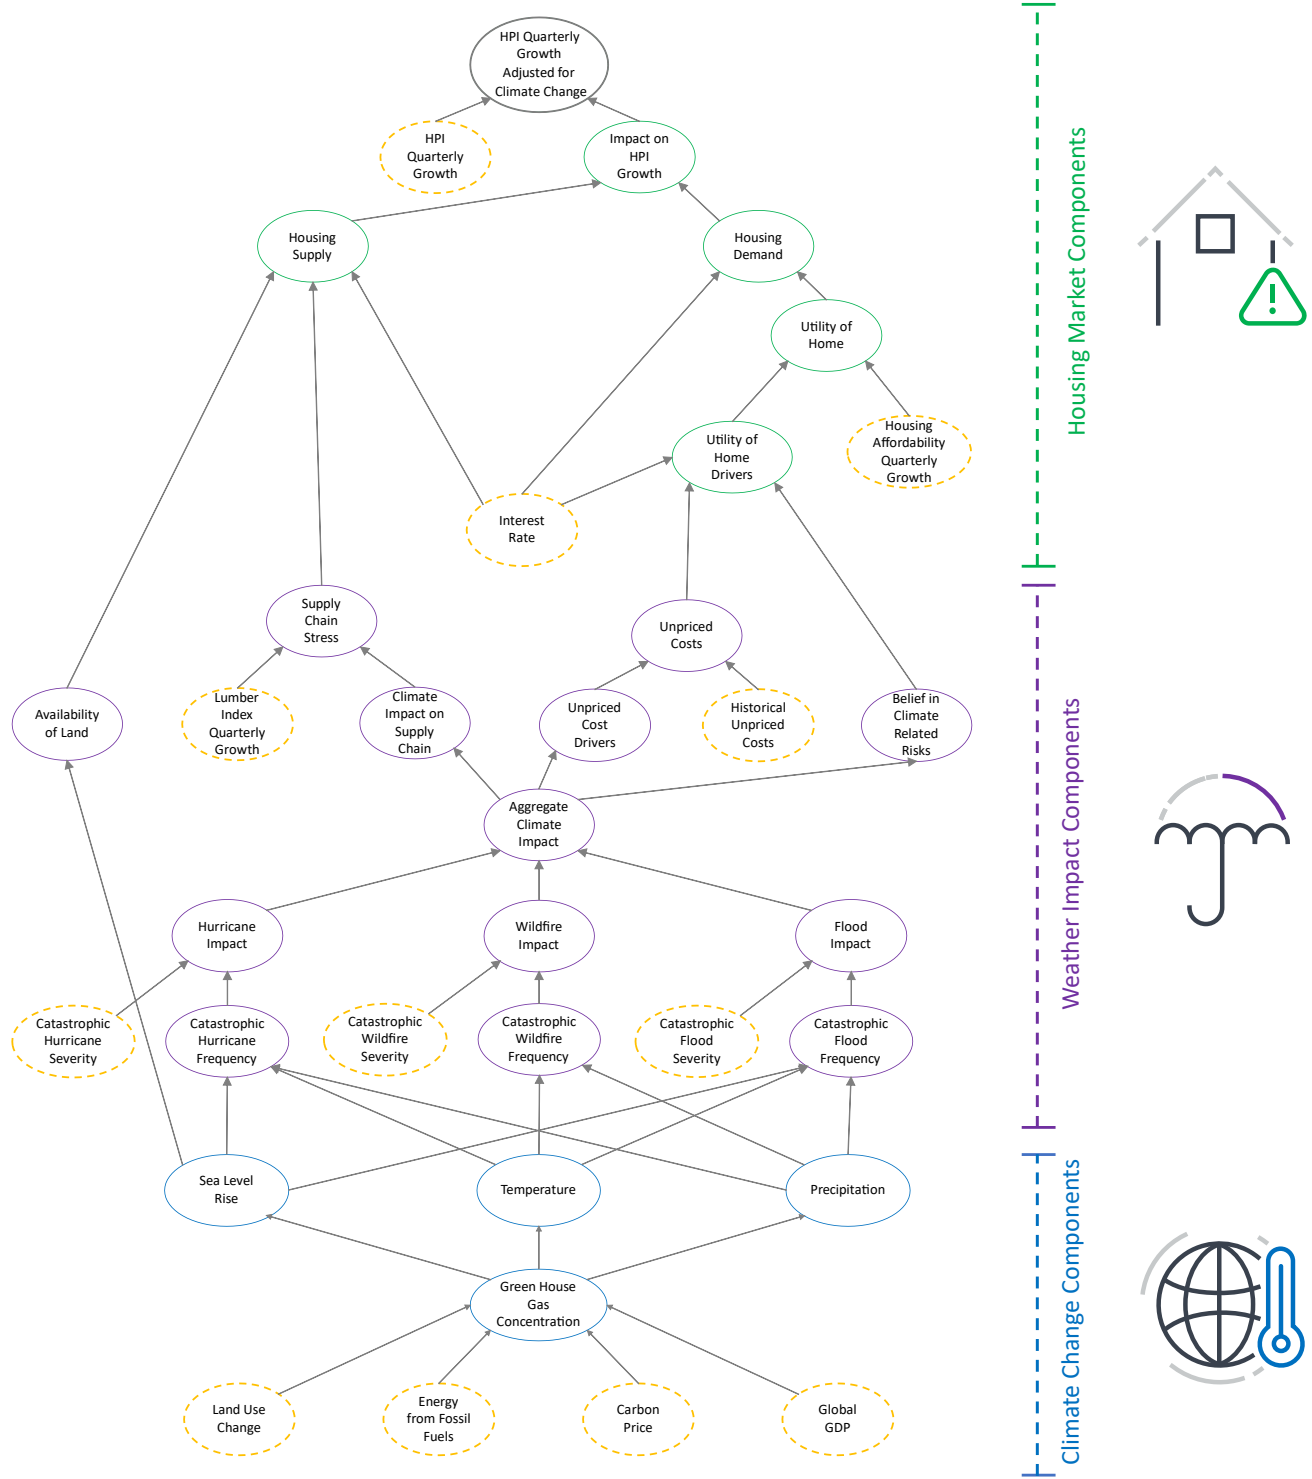 HPI Quarterly
Growth
Adjusted for
Climate Change
HPI
Quarterly
Growth
Impact on
HPI
Growth
Housing
Supply
Housing
Demand
Utility of
Home
Housing
Affordability
Quarterly
Growth
Utility of
Home
Drivers
Interest
Rate
Housing Market Components
Supply
Chain
Stress
Unpriced
Costs
Availability
of Land
Lumber
Index
Quarterly
Growth
Climate
Impact on
Supply
Chain
Unpriced
Cost
Drivers
Historical
Unpriced
Costs
Belief in
Climate
Related
Risks
Aggregate
Climate
Impact
Hurricane
Impact
Wildfire
Impact
Flood
Impact
Catastrophic
Hurricane
Severity
Catastrophic
Hurricane
Frequency
Catastrophic
Wildfire
Severity
Catastrophic
Wildfire
Frequency
Catastrophic
Flood
Severity
Catastrophic
Flood
Frequency
Weather Impact Components
Sea Level
Rise
Temperature
Precipitation
Green House
Gas
Concentration
Land Use
Change
Energy
from Fossil
Fuels
Carbon
Price
Global
GDP
Climate Change Components